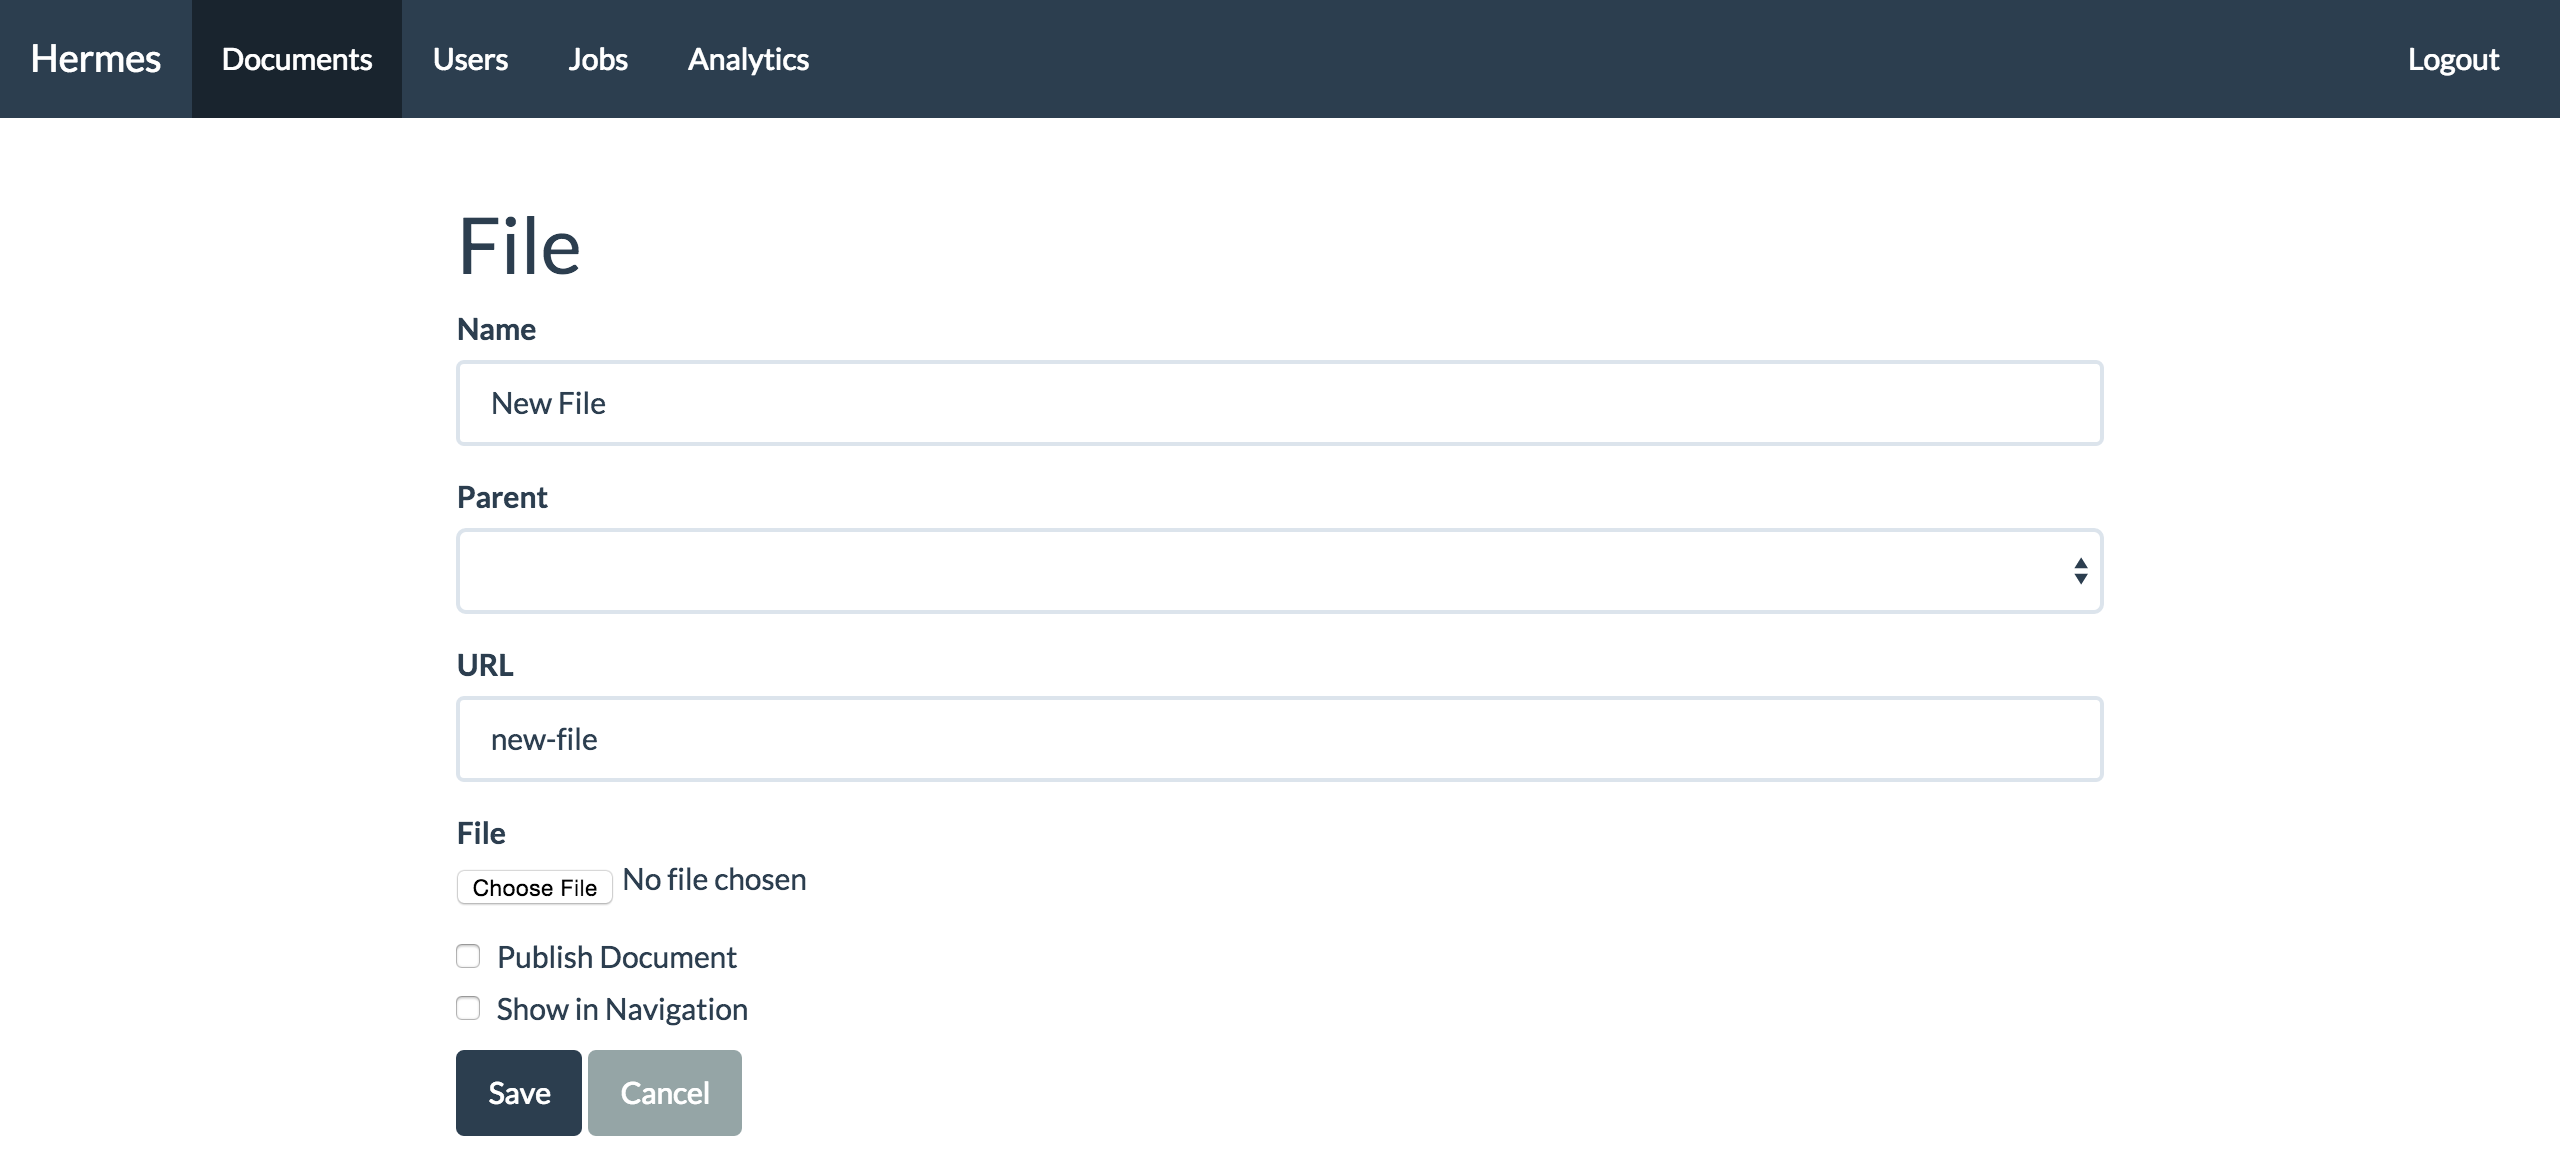 Hermes Documents Users Jobs Analytics Logout
File
Name
New File
Parent
URL
new-file
File
Choose File No file chosen
Publish Document
Show in Navigation
Save Cancel